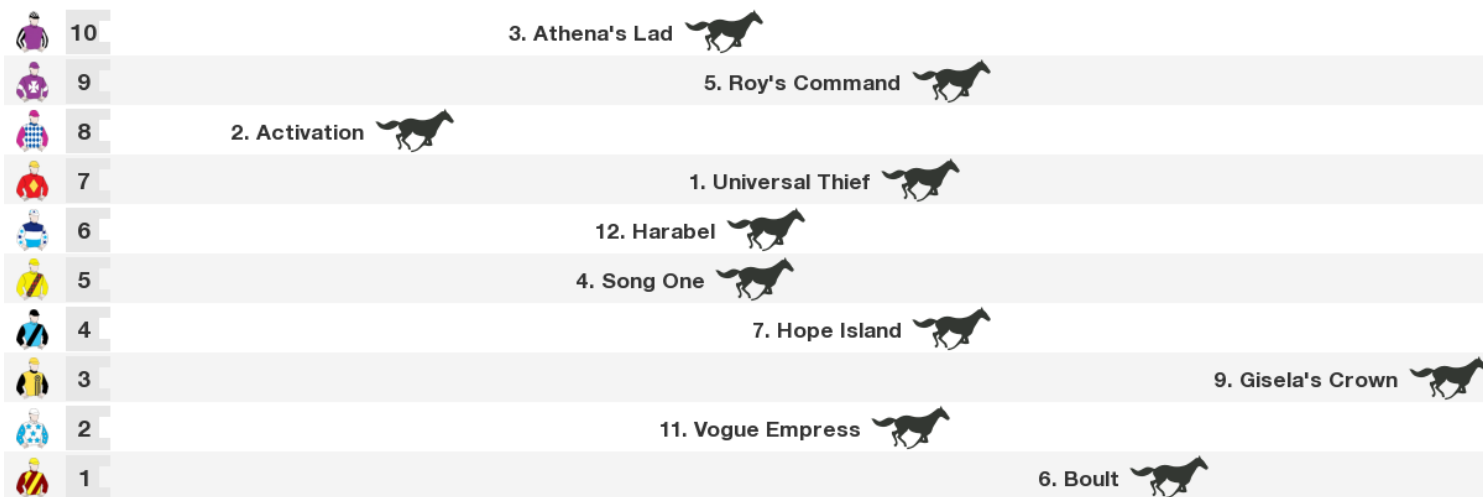 10 3. Athena's Lad
9 5. Roy's Command
8 2. Activation
7 1. Universal Thief
6 12. Harabel
5 4. Song One
4 7. Hope Island
3 9. Gisela's Crown
2 11. Vogue Empress
1 6. Boult